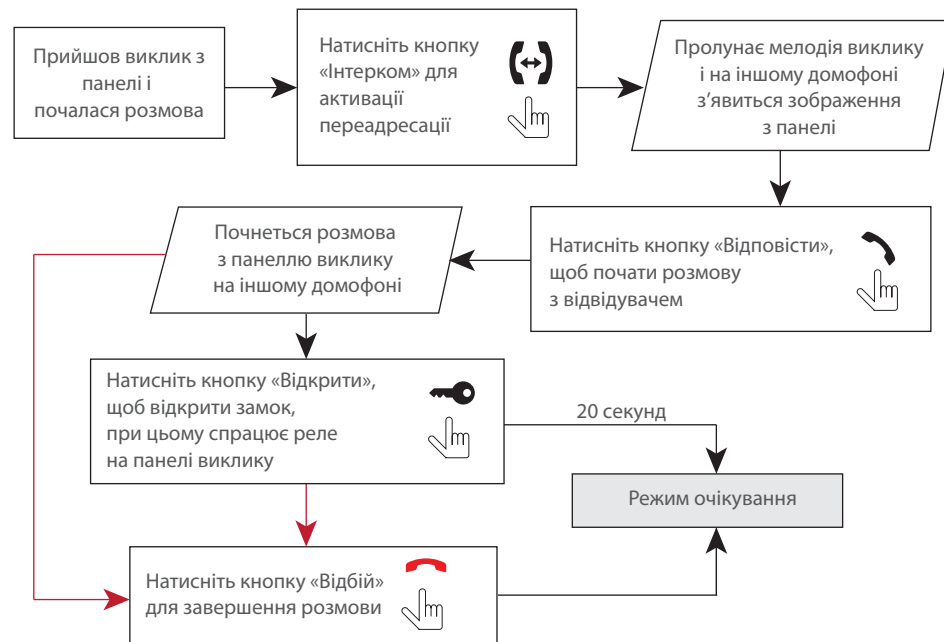 Прийшов виклик з
панелі і
почалася розмова
Натисніть кнопку
«Інтерком» для
активації
переадресації
Пролунає мелодія виклику
і на іншому домофоні
з’явиться зображення
з панелі
Натисніть кнопку «Відповісти»,
щоб почати розмову
з відвідувачем
Почнеться розмова
з панеллю виклику
на іншому домофоні
Натисніть кнопку «Відкрити»,
щоб відкрити замок,
при цьому спрацює реле
на панелі виклику
20 секунд
Режим очікування
Натисніть кнопку «Відбій»
для завершення розмови